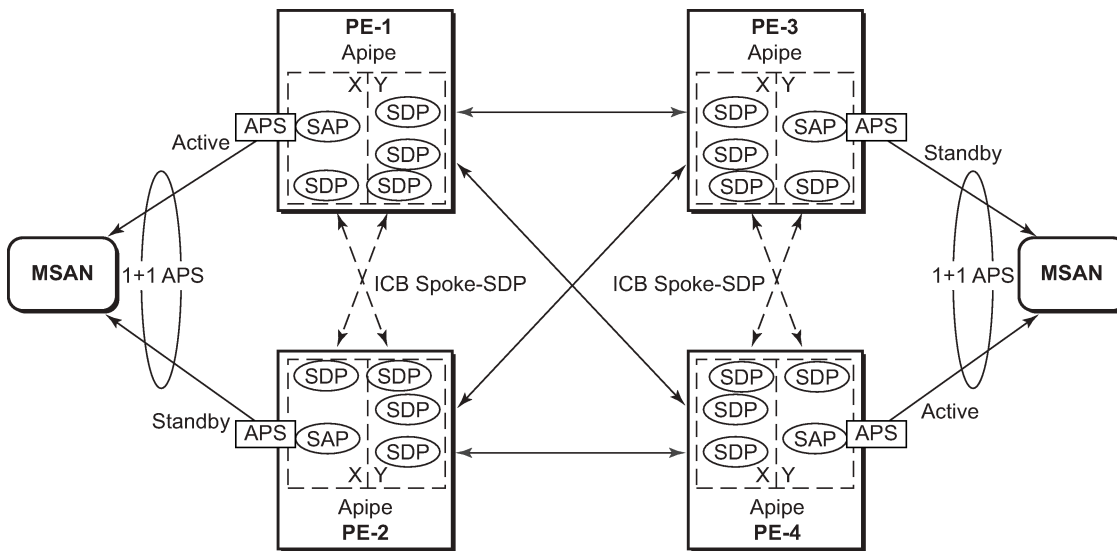 PE-1
Apipe
X Y
SDP
APS
SAP
SDP
SDP
SDP
Active
PE-3
Apipe
X Y
SDP
SAP
APS
SDP
SDP
SDP
Standby
MSAN
1+1 APS
ICB Spoke-SDP
ICB Spoke-SDP
1+1 APS
MSAN
SDP
SDP
SDP
Standby
APS
SAP
SDP
X Y
Apipe
PE-2
SDP
SDP
SDP
Active
SDP
SAP
APS
X Y
Apipe
PE-4